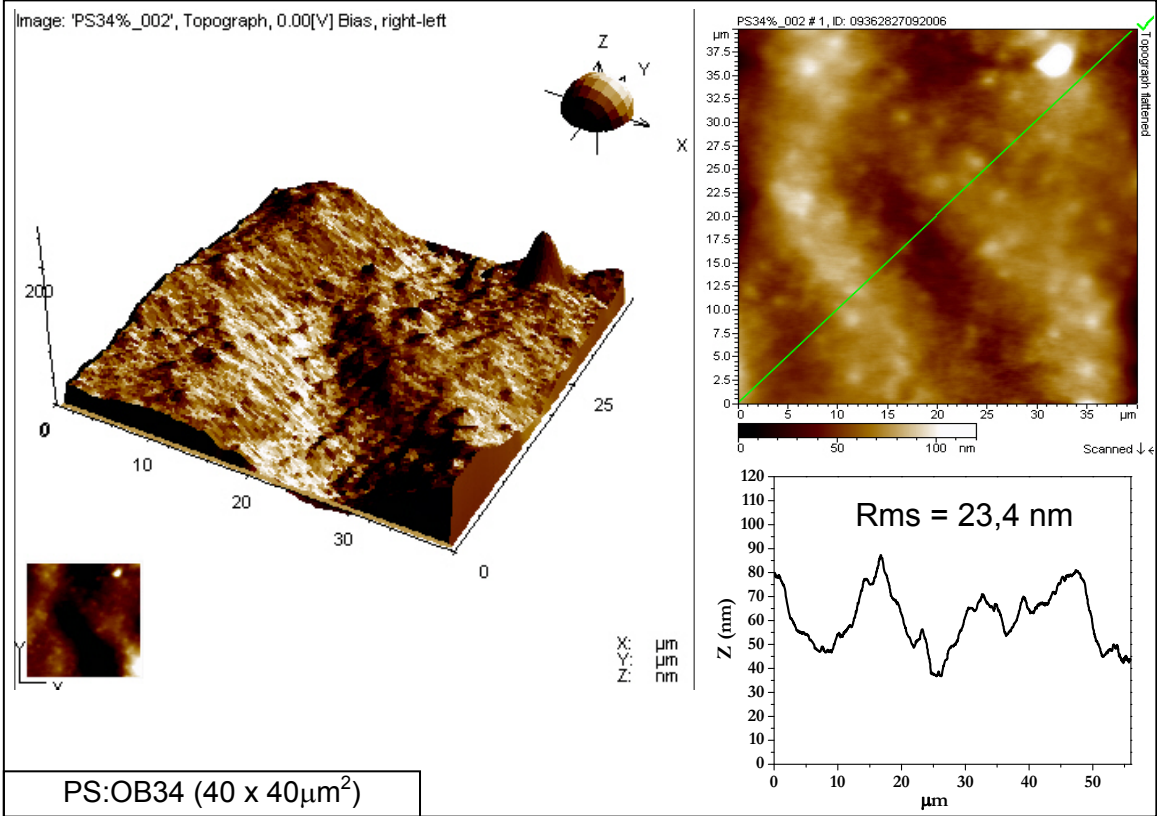 Image: 'PS34%_002', Topograph, 0.00[V] Bias, right-left
Z
Y
X
200
0
10
20
30
0
25
X: µm
Y: µm
Z: nm
Y
PS34%_002 # 1, ID: 09362827092006
µm
37.5
35.0
32.5
30.0
27.5
25.0
22.5
20.0
17.5
15.0
12.5
10.0
7.5
5.0
2.5
0
0 5 10 15 20 25 30 35 µm
Topograph flattened
0 50 100 nm
Scanned
Rms = 23,4 nm
Z (nm)
120
110
100
90
80
70
60
50
40
30
20
10
0
0 10 20 30 40 50
µm
PS:OB34 (40 x 40µm²)